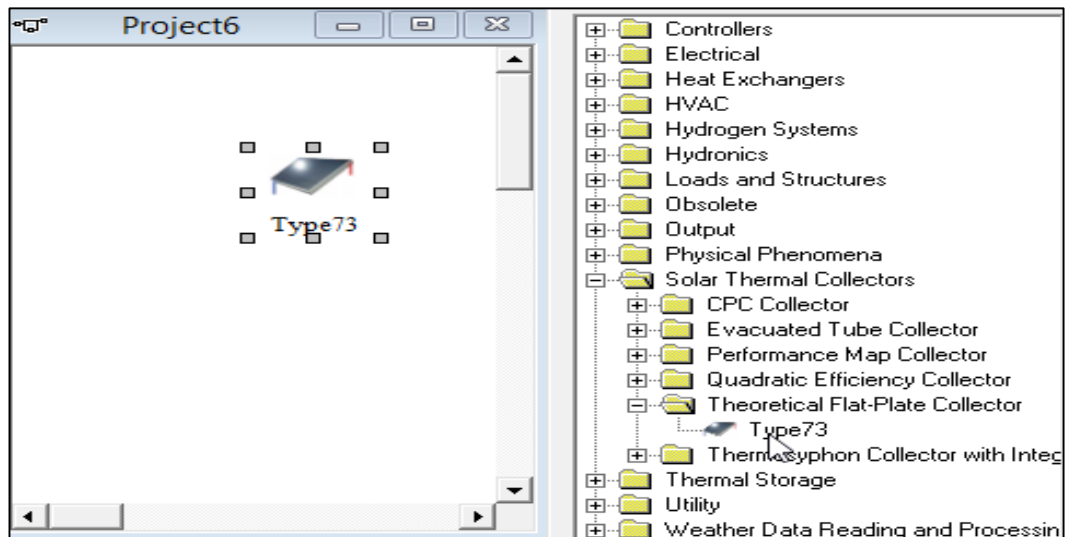 Project6
Type73
Controllers
Electrical
Heat Exchangers
HVAC
Hydrogen Systems
Hydronics
Loads and Structures
Obsolete
Output
Physical Phenomena
Solar Thermal Collectors
CPC Collector
Evacuated Tube Collector
Performance Map Collector
Quadratic Efficiency Collector
Theoretical Flat-Plate Collector
Type73
Thermosyphon Collector with Integ
Thermal Storage
Utility
Weather Data Reading and Processin